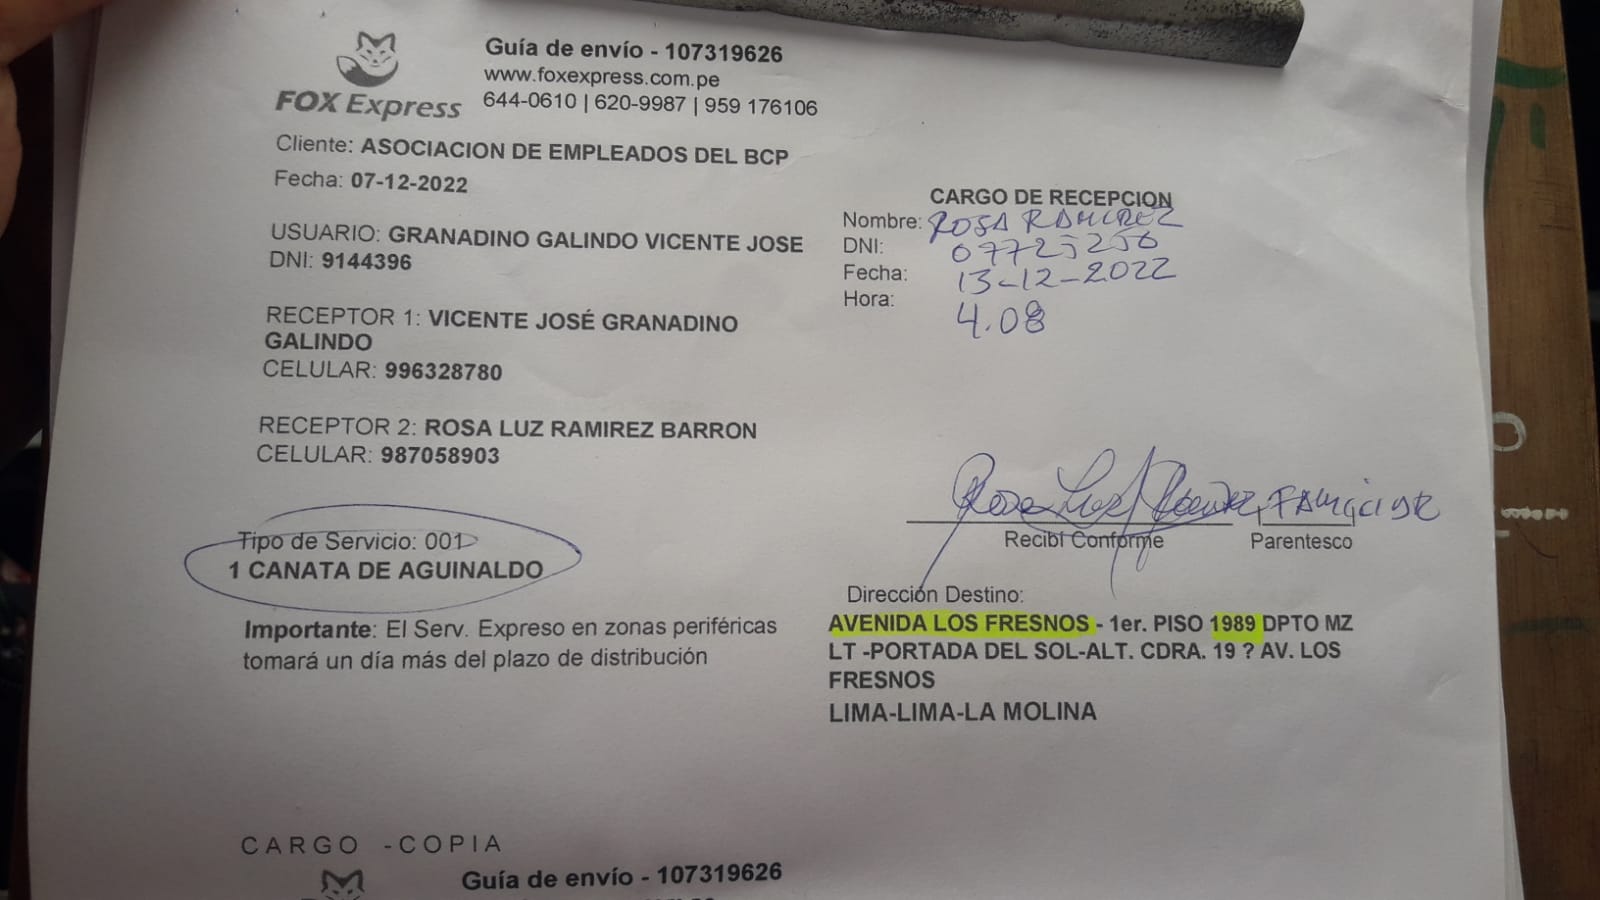 FOX Express
Guía de envío - 107319626
www.foxexpress.com.pe
644-0610 | 620-9987 | 959 176106
Cliente: ASOCIACION DE EMPLEADOS DEL BCP
Fecha: 07-12-2022
USUARIO: GRANADINO GALINDO VICENTE JOSE
DNI: 9144396
RECEPTOR 1: VICENTE JOSÉ GRANADINO
GALINDO
CELULAR: 996328780
RECEPTOR 2: ROSA LUZ RAMIREZ BARRON
CELULAR: 987058903
Tipo de Servicio: 001
1 CANATA DE AGUINALDO
Importante: El Serv. Expreso en zonas periféricas
tomará un día más del plazo de distribución
CARGO DE RECEPCION
Nombre: ROSA RAMIREZ
DNI: 07725256
Fecha: 13-12-2022
Hora: 4.08
Rosa Luz Ramirez
Recibí Conforme Parentesco
Dirección Destino:
AVENIDA LOS FRESNOS - 1er. PISO 1989 DPTO MZ
LT -PORTADA DEL SOL-ALT. CDRA. 19 ? AV. LOS
FRESNOS
LIMA-LIMA-LA MOLINA
CARGO -COPIA
Guía de envío - 107319626